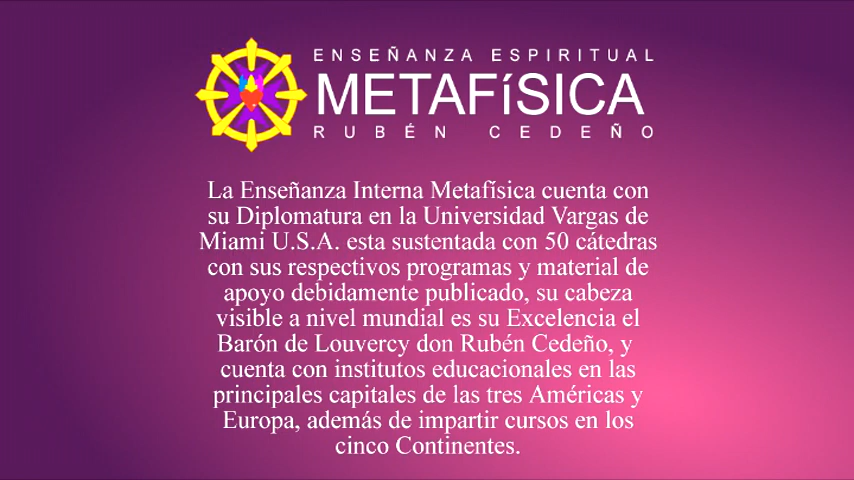 ENSEÑANZA ESPIRITUAL
METAFíSICA
RUBÉN CEDEÑO
La Enseñanza Interna Metafísica cuenta con
su Diplomatura en la Universidad Vargas de
Miami U.S.A. esta sustentada con 50 cátedras
con sus respectivos programas y material de
apoyo debidamente publicado, su cabeza
visible a nivel mundial es su Excelencia el
Barón de Louvercy don Rubén Cedeño, y
cuenta con institutos educacionales en las
principales capitales de las tres Américas y
Europa, además de impartir cursos en los
cinco Continentes.